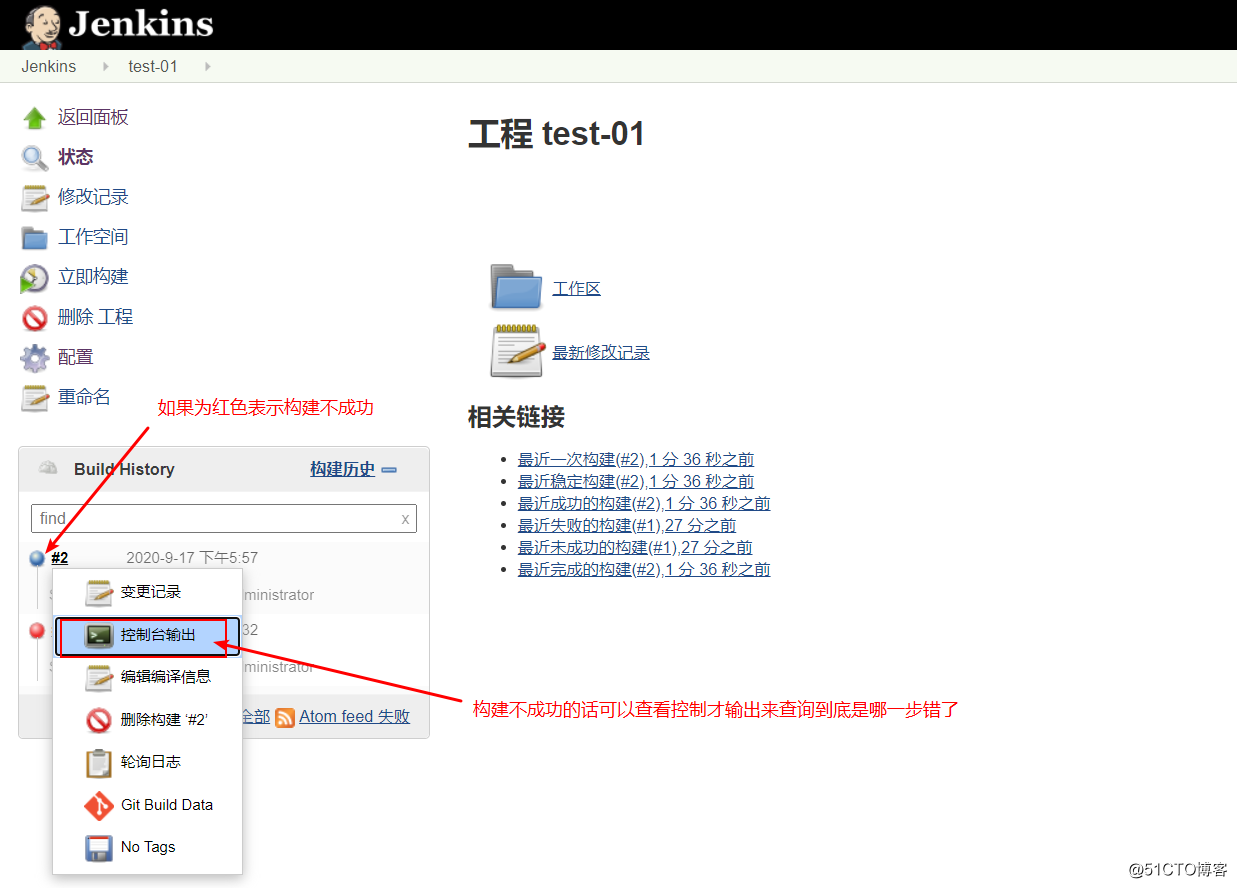 Jenkins
Jenkins
test-01
返回面板
状态
修改记录
工作空间
立即构建
删除 工程
配置
重命名
工程 test-01
工作区
最新修改记录
相关链接
最近一次构建(#2),1 分 36 秒之前
最近稳定构建(#2),1 分 36 秒之前
最近成功的构建(#2),1 分 36 秒之前
最近失败的构建(#1),27 分之前
最近未成功的构建(#1),27 分之前
最近完成的构建(#2),1 分 36 秒之前
如果为红色表示构建不成功
Build History
构建历史
find
x
#2
2020-9-17 下午5:57
ministrator
32
ministrator
全部
Atom feed 失败
变更记录
控制台输出
编辑编译信息
删除构建 '#2'
轮询日志
Git Build Data
No Tags
构建不成功的话可以查看控制才输出来查询到底是哪一步错了
@51CTO博客